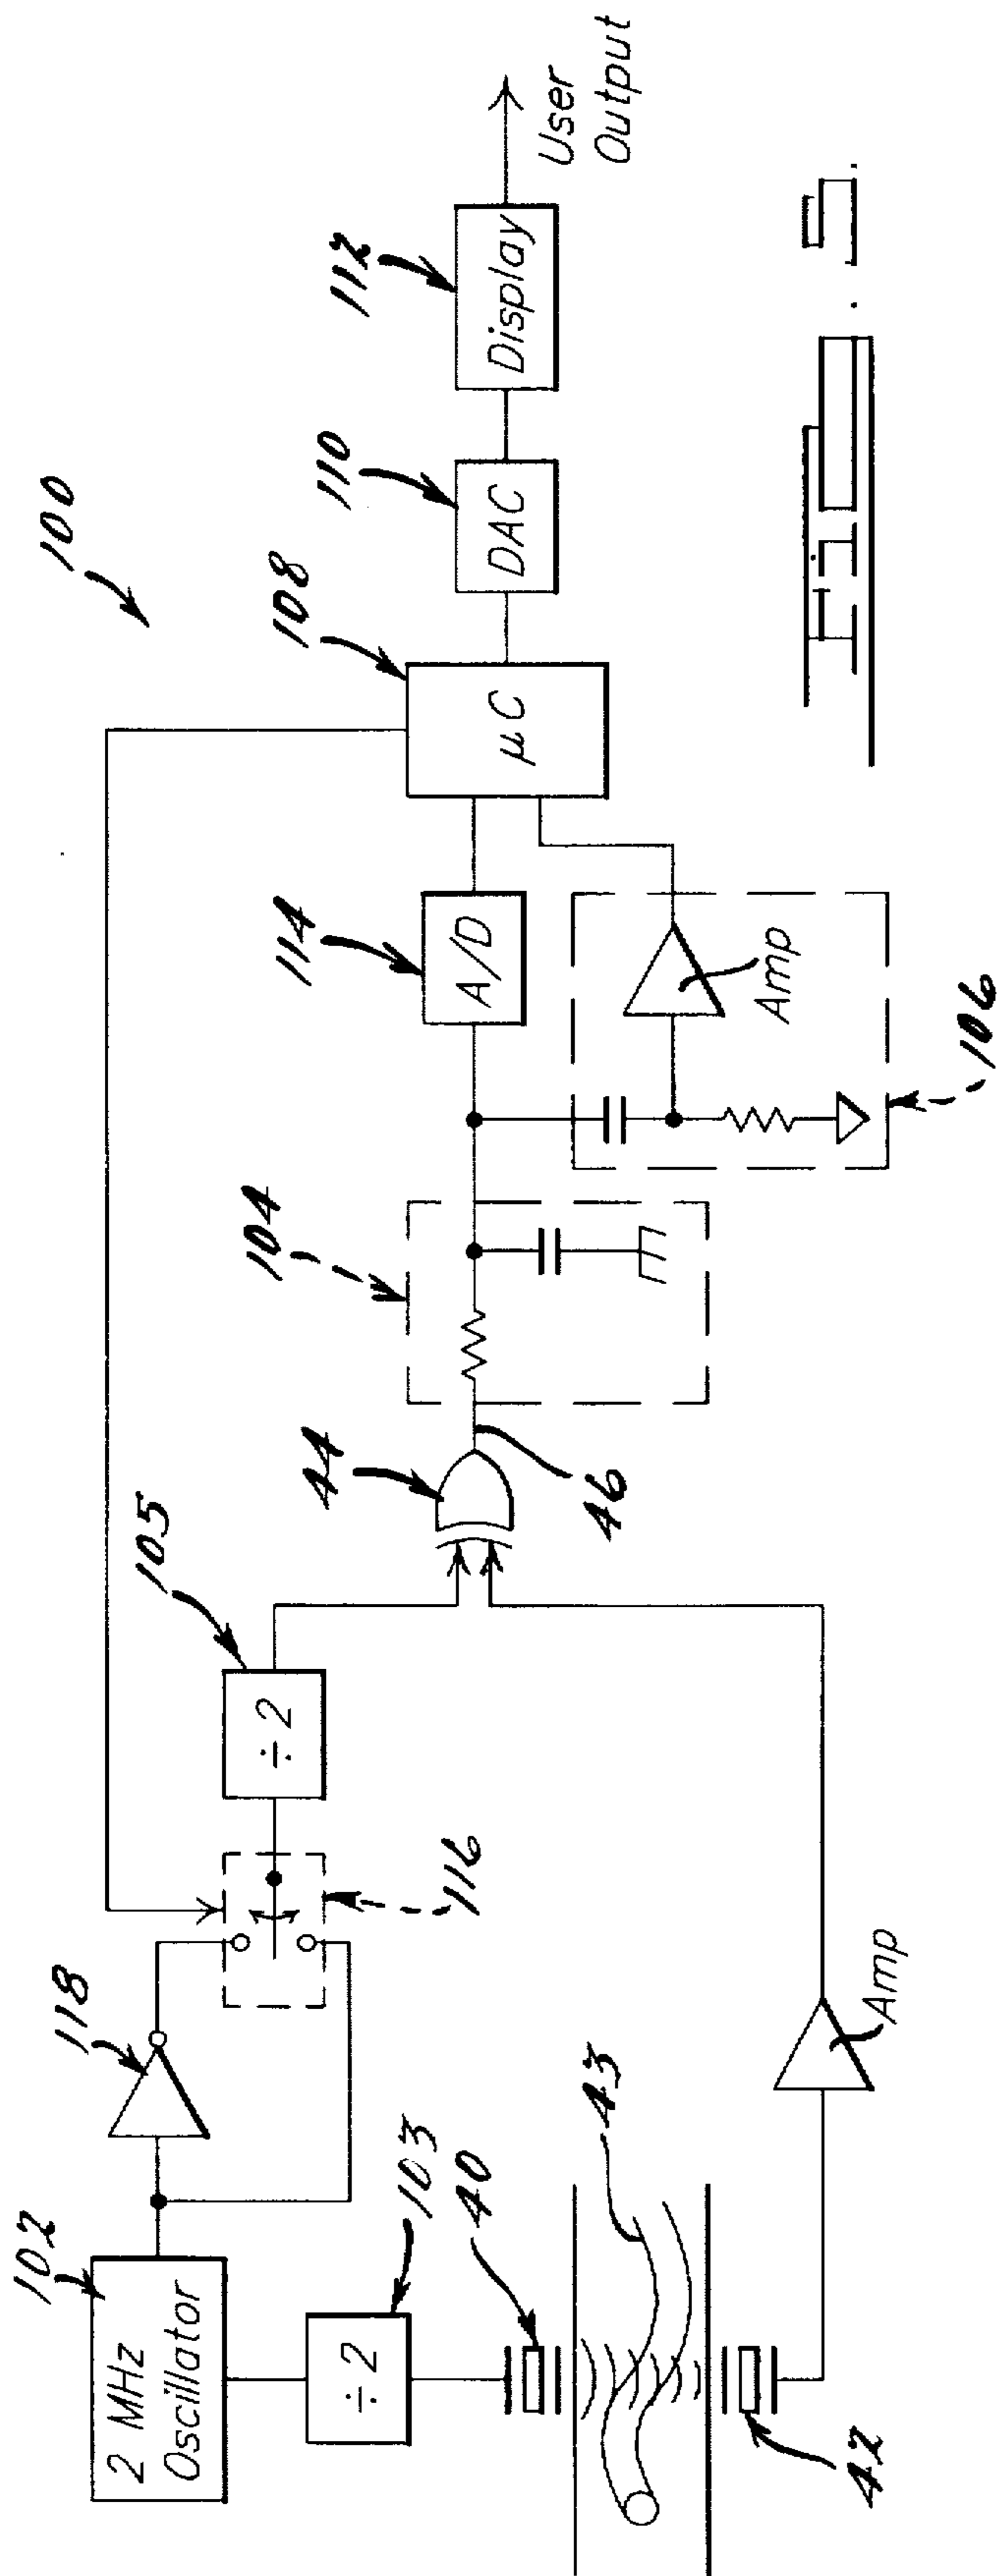 100
102
2 MHz
Oscillator
118
116
105
÷2
103
÷2
40
43
42
Amp
44
46
104
114
A/D
106
Amp
108
μC
110
DAC
112
Display
User
Output